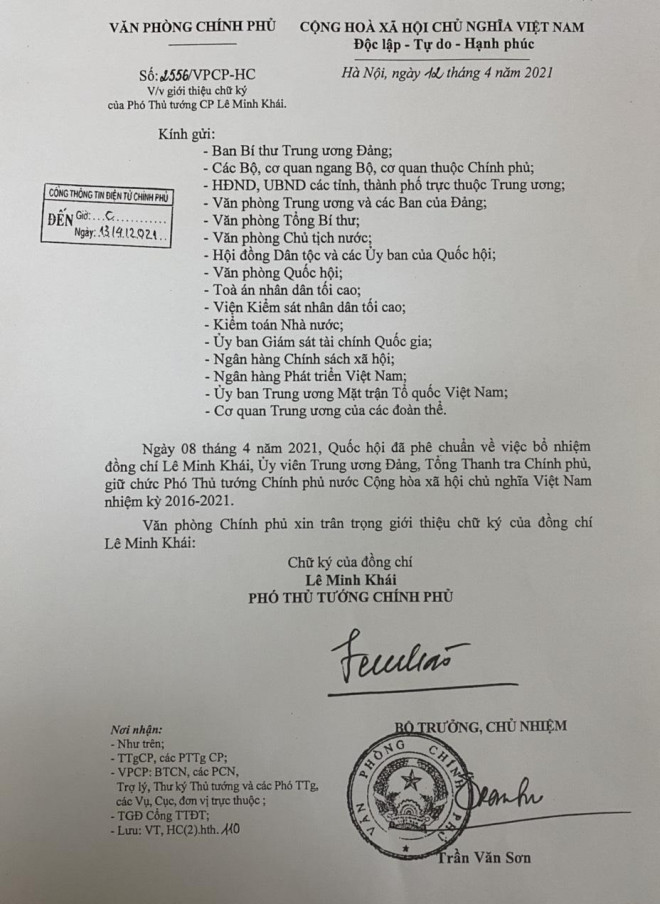 VĂN PHÒNG CHÍNH PHỦ
CỘNG HOÀ XÃ HỘI CHỦ NGHĨA VIỆT NAM
Độc lập - Tự do - Hạnh phúc
Số: 2556/VPCP-HC
V/v giới thiệu chữ ký
của Phó Thủ tướng CP Lê Minh Khái.
Hà Nội, ngày 12 tháng 4 năm 2021
Kính gửi:
- Ban Bí thư Trung ương Đảng;
- Các Bộ, cơ quan ngang Bộ, cơ quan thuộc Chính phủ;
- HĐND, UBND các tỉnh, thành phố trực thuộc Trung ương;
- Văn phòng Trung ương và các Ban của Đảng;
- Văn phòng Tổng Bí thư;
- Văn phòng Chủ tịch nước;
- Hội đồng Dân tộc và các Ủy ban của Quốc hội;
- Văn phòng Quốc hội;
- Toà án nhân dân tối cao;
- Viện Kiểm sát nhân dân tối cao;
- Kiểm toán Nhà nước;
- Ủy ban Giám sát tài chính Quốc gia;
- Ngân hàng Chính sách xã hội;
- Ngân hàng Phát triển Việt Nam;
- Ủy ban Trung ương Mặt trận Tổ quốc Việt Nam;
- Cơ quan Trung ương của các đoàn thể.
CỔNG THÔNG TIN ĐIỆN TỬ CHÍNH PHỦ
ĐẾN
Giờ: ...C...........
Ngày: 13/4/2021..
Ngày 08 tháng 4 năm 2021, Quốc hội đã phê chuẩn về việc bổ nhiệm
đồng chí Lê Minh Khái, Ủy viên Trung ương Đảng, Tổng Thanh tra Chính phủ,
giữ chức Phó Thủ tướng Chính phủ nước Cộng hòa xã hội chủ nghĩa Việt Nam
nhiệm kỳ 2016-2021.
Văn phòng Chính phủ xin trân trọng giới thiệu chữ ký của đồng chí
Lê Minh Khái:
Chữ ký của đồng chí
Lê Minh Khái
PHÓ THỦ TƯỚNG CHÍNH PHỦ
Nơi nhận:
- Như trên;
- TTgCP, các PTTg CP;
- VPCP: BTCN, các PCN,
Trợ lý, Thư ký Thủ tướng và các Phó TTg,
các Vụ, Cục, đơn vị trực thuộc ;
- TGĐ Cổng TTĐT;
- Lưu: VT, HC(2).hth. 110
BỘ TRƯỞNG, CHỦ NHIỆM
VĂN PHÒNG CHÍNH PHỦ
Trần Văn Sơn